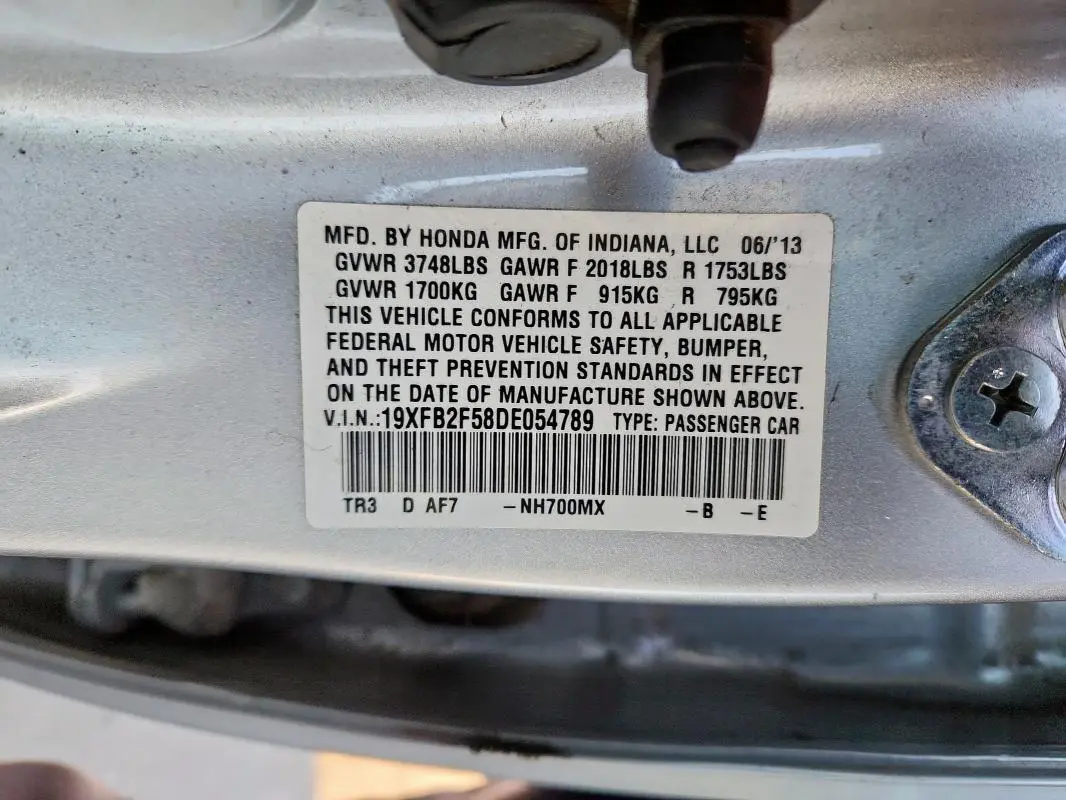 MFD. BY HONDA MFG. OF INDIANA, LLC 06/'13
GVWR 3748LBS GAWR F 2018LBS R 1753LBS
GVWR 1700KG GAWR F 915KG R 795KG
THIS VEHICLE CONFORMS TO ALL APPLICABLE
FEDERAL MOTOR VEHICLE SAFETY, BUMPER,
AND THEFT PREVENTION STANDARDS IN EFFECT
ON THE DATE OF MANUFACTURE SHOWN ABOVE.
V.I.N.:19XFB2F58DE054789 TYPE: PASSENGER CAR
TR3 D AF7 -NH700MX -B -E